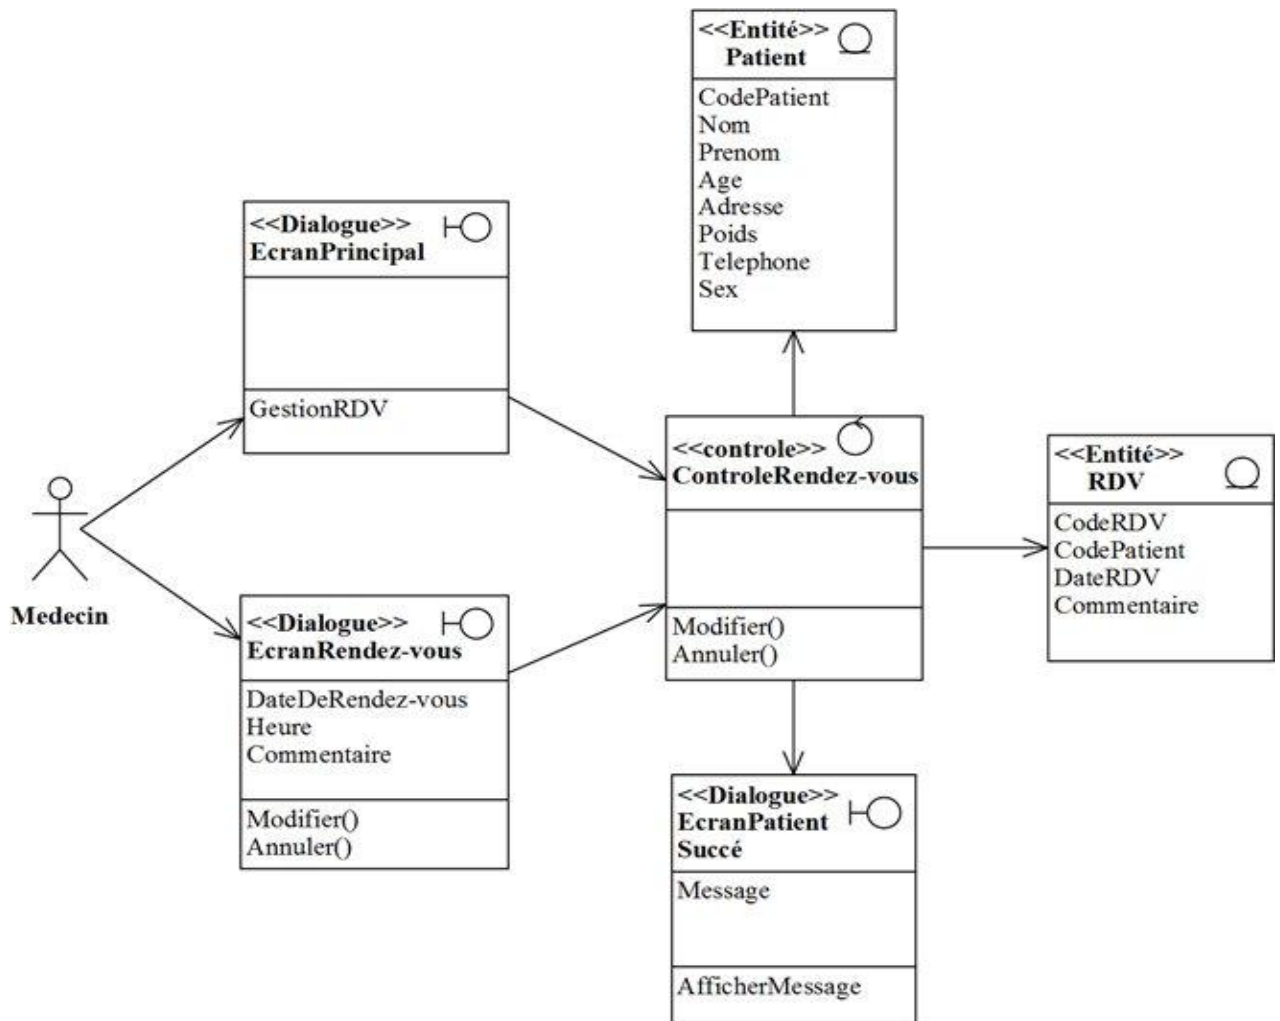 <<Entité>>
Patient
CodePatient
Nom
Prenom
Age
Adresse
Poids
Telephone
Sex
<<Dialogue>>
EcranPrincipal
GestionRDV
Medecin
<<controle>>
ControleRendez-vous
Modifier()
Annuler()
<<Entité>>
RDV
CodeRDV
CodePatient
DateRDV
Commentaire
<<Dialogue>>
EcranRendez-vous
DateDeRendez-vous
Heure
Commentaire
Modifier()
Annuler()
<<Dialogue>>
EcranPatient
Succé
Message
AfficherMessage